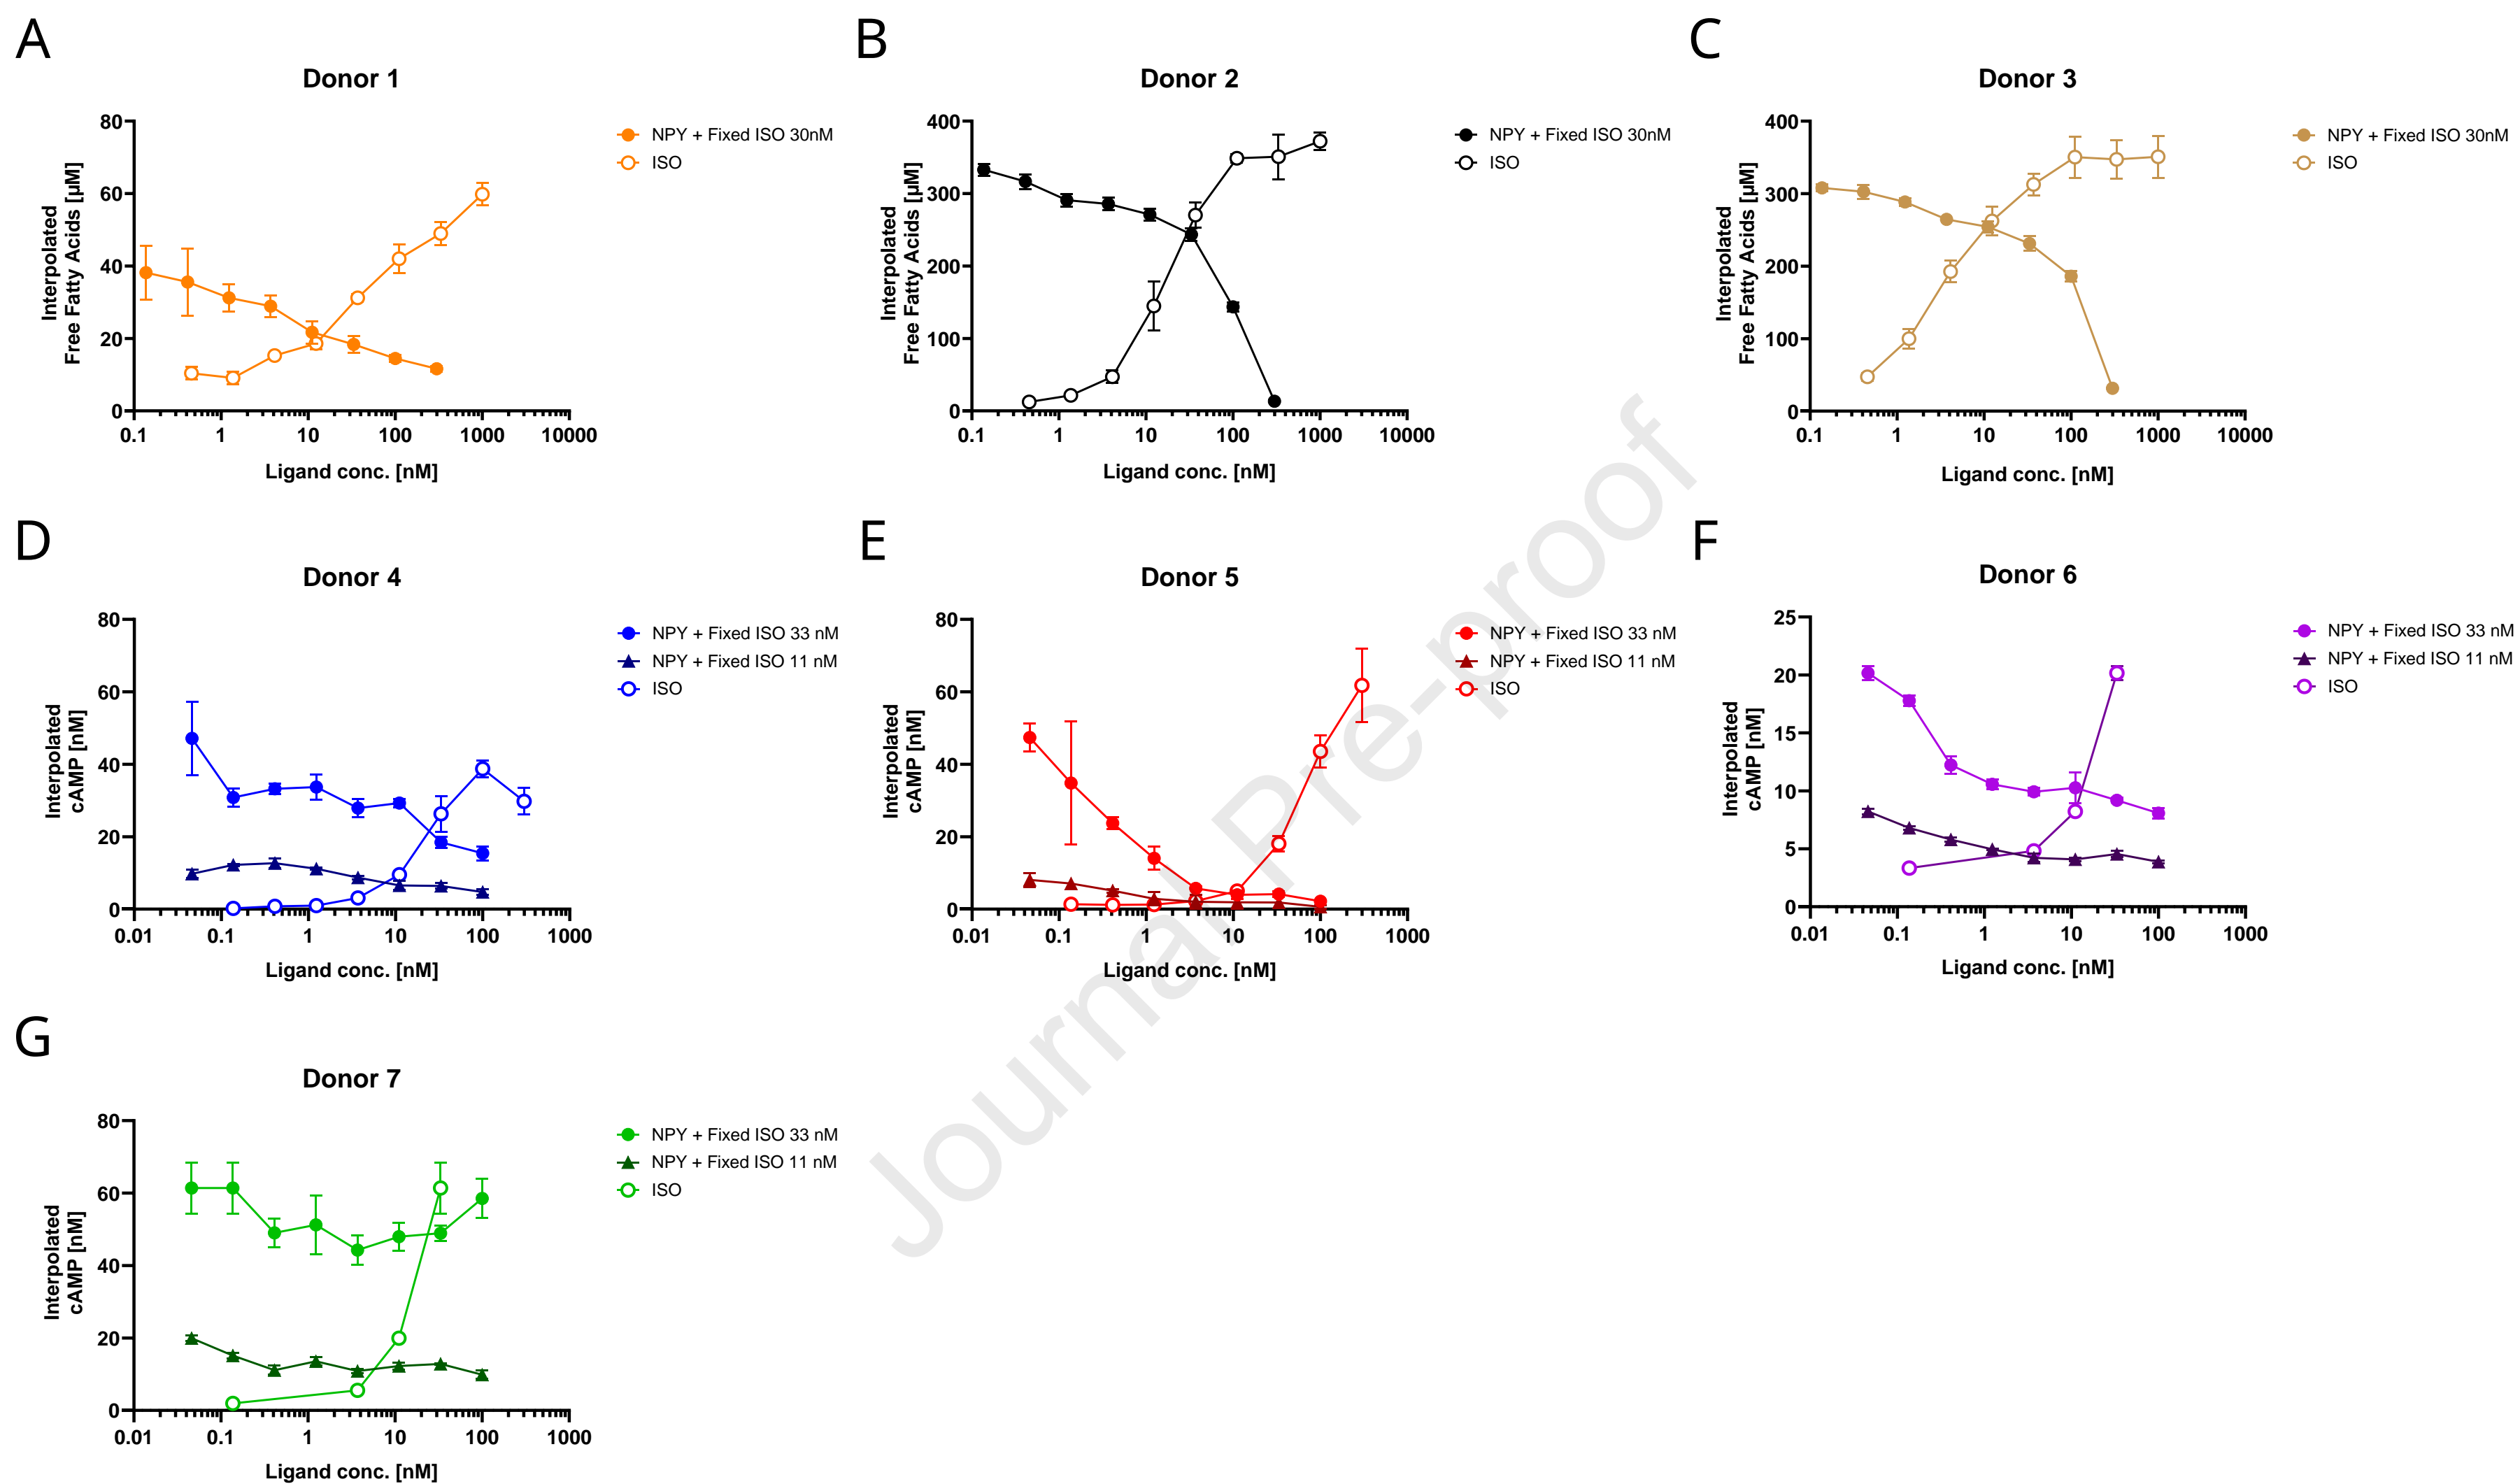 A
Donor 1
80
60
40
20
0
0.1 1 10 100 1000 10000
Interpolated
Free Fatty Acids [µM]
Ligand conc. [nM]
NPY + Fixed ISO 30nM
ISO
B
Donor 2
400
300
200
100
0
0.1 1 10 100 1000 10000
Interpolated
Free Fatty Acids [µM]
Ligand conc. [nM]
NPY + Fixed ISO 30nM
ISO
C
Donor 3
400
300
200
100
0
0.1 1 10 100 1000 10000
Interpolated
Free Fatty Acids [µM]
Ligand conc. [nM]
NPY + Fixed ISO 30nM
ISO
D
Donor 4
80
60
40
20
0
0.01 0.1 1 10 100 1000
Interpolated
cAMP [nM]
Ligand conc. [nM]
NPY + Fixed ISO 33 nM
NPY + Fixed ISO 11 nM
ISO
E
Donor 5
80
60
40
20
0
0.01 0.1 1 10 100 1000
Interpolated
cAMP [nM]
Ligand conc. [nM]
NPY + Fixed ISO 33 nM
NPY + Fixed ISO 11 nM
ISO
F
Donor 6
25
20
15
10
5
0
0.01 0.1 1 10 100 1000
Interpolated
cAMP [nM]
Ligand conc. [nM]
NPY + Fixed ISO 33 nM
NPY + Fixed ISO 11 nM
ISO
G
Donor 7
80
60
40
20
0
0.01 0.1 1 10 100 1000
Interpolated
cAMP [nM]
Ligand conc. [nM]
NPY + Fixed ISO 33 nM
NPY + Fixed ISO 11 nM
ISO
Journal Pre-proof